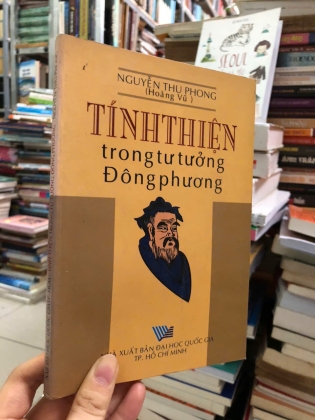 NGUYỄN THU PHONG
(Hoàng Vũ)
TÍNH THIỆN
trong tư tưởng
Đông phương
NHÀ XUẤT BẢN ĐẠI HỌC QUỐC GIA
TP. HỒ CHÍ MINH
SEOUL